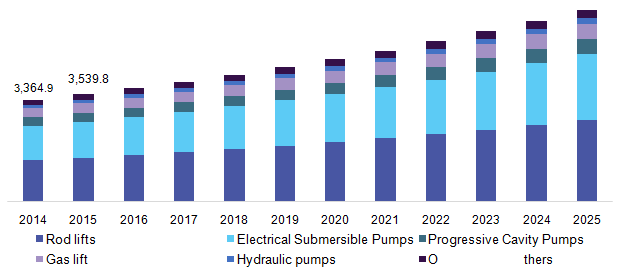 3,364.9 3,539.8
2014 2015 2016 2017 2018 2019 2020 2021 2022 2023 2024 2025
Rod lifts Electrical Submersible Pumps Progressive Cavity Pumps
Gas lift Hydraulic pumps O thers